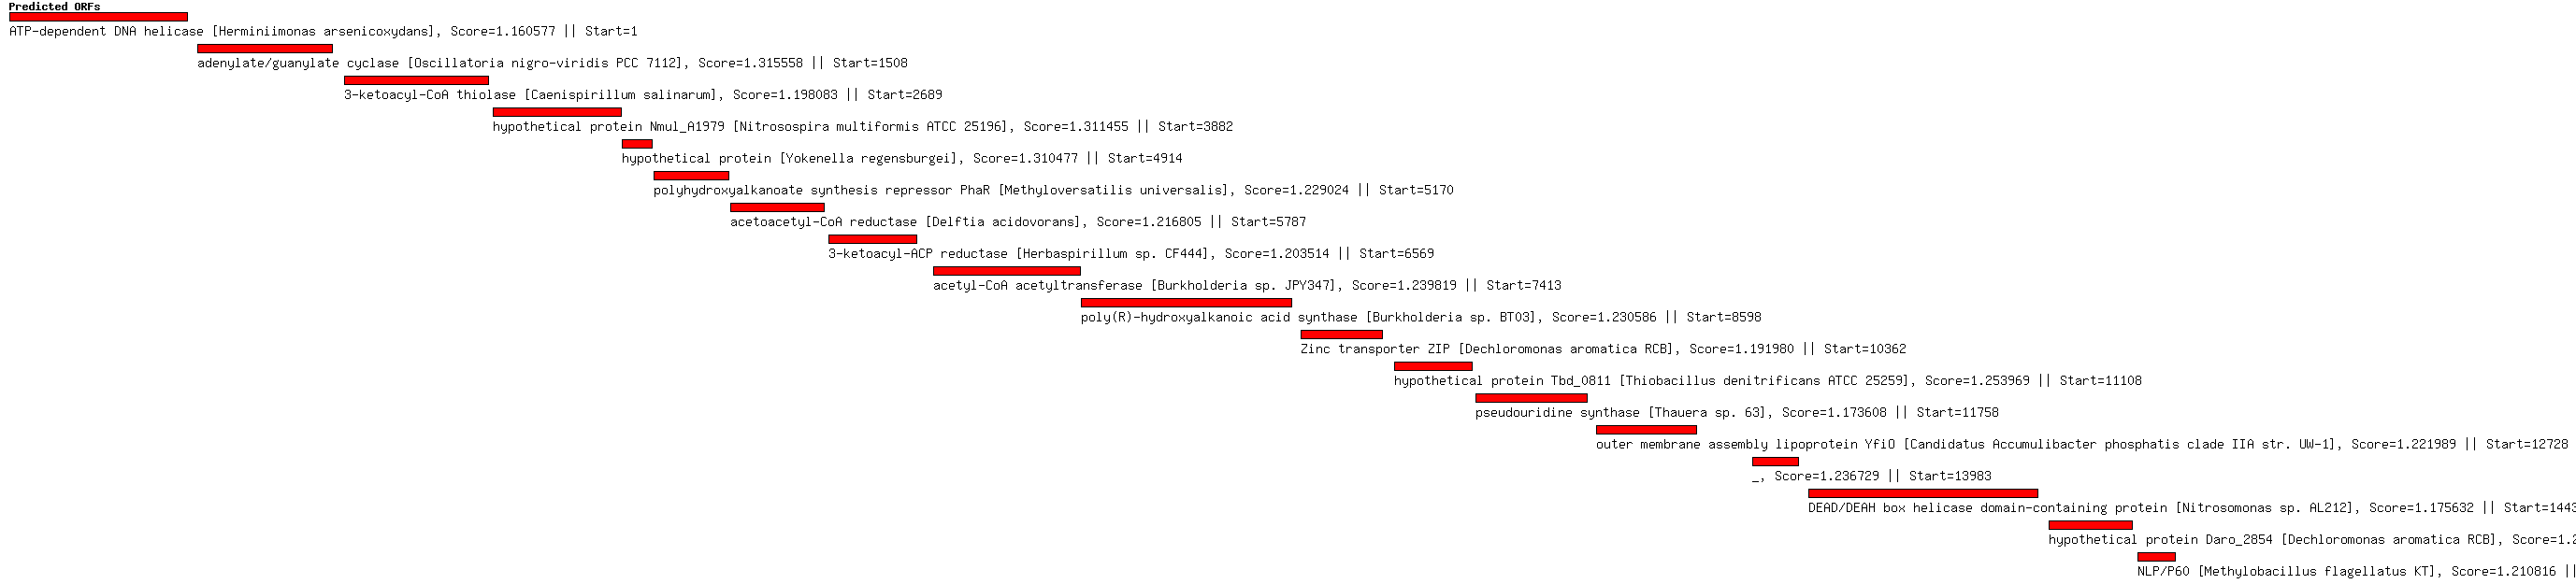 Predicted ORFs
ATP-dependent DNA helicase [Herminiimonas arsenicoxydans], Score=1.160577 || Start=1
adenylate/guanylate cyclase [Oscillatoria nigro-viridis PCC 7112], Score=1.315558 || Start=1508
3-ketoacyl-CoA thiolase [Caenispirillum salinarum], Score=1.198083 || Start=2689
hypothetical protein Nmul_A1979 [Nitrosospira multiformis ATCC 25196], Score=1.311455 || Start=3882
hypothetical protein [Yokenella regensburgei], Score=1.310477 || Start=4914
polyhydroxyalkanoate synthesis repressor PhaR [Methyloversatilis universalis], Score=1.229024 || Start=5170
acetoacetyl-CoA reductase [Delftia acidovorans], Score=1.216805 || Start=5787
3-ketoacyl-ACP reductase [Herbaspirillum sp. CF444], Score=1.203514 || Start=6569
acetyl-CoA acetyltransferase [Burkholderia sp. JPY347], Score=1.239819 || Start=7413
poly(R)-hydroxyalkanoic acid synthase [Burkholderia sp. BT03], Score=1.230586 || Start=8598
Zinc transporter ZIP [Dechloromonas aromatica RCB], Score=1.191980 || Start=10362
hypothetical protein Tbd_0811 [Thiobacillus denitrificans ATCC 25259], Score=1.253969 || Start=11108
pseudouridine synthase [Thauera sp. 63], Score=1.173608 || Start=11758
outer membrane assembly lipoprotein YfiO [Candidatus Accumulibacter phosphatis clade IIA str. UW-1], Score=1.221989 || Start=12728
_, Score=1.236729 || Start=13983
DEAD/DEAH box helicase domain-containing protein [Nitrosomonas sp. AL212], Score=1.175632 || Start=1443
hypothetical protein Daro_2854 [Dechloromonas aromatica RCB], Score=1.2
NLP/P60 [Methylobacillus flagellatus KT], Score=1.210816 ||